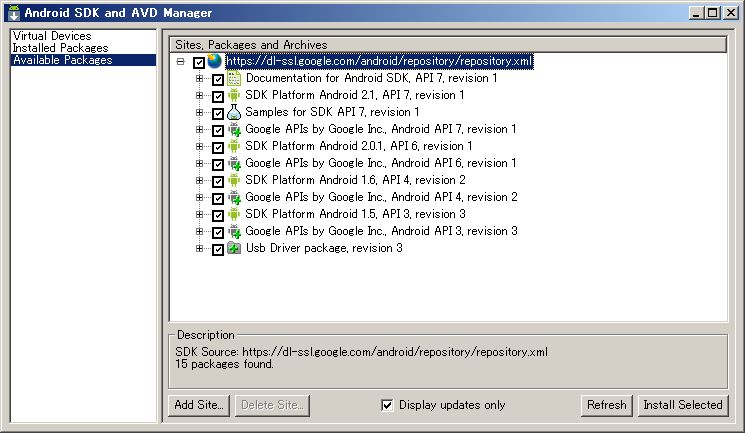 Android SDK and AVD Manager
Virtual Devices
Installed Packages
Available Packages
Sites, Packages and Archives
https://dl-ssl.google.com/android/repository/repository.xml
Documentation for Android SDK, API 7, revision 1
SDK Platform Android 2.1, API 7, revision 1
Samples for SDK API 7, revision 1
Google APIs by Google Inc., Android API 7, revision 1
SDK Platform Android 2.0.1, API 6, revision 1
Google APIs by Google Inc., Android API 6, revision 1
SDK Platform Android 1.6, API 4, revision 2
Google APIs by Google Inc., Android API 4, revision 2
SDK Platform Android 1.5, API 3, revision 3
Google APIs by Google Inc., Android API 3, revision 3
Usb Driver package, revision 3
Description
SDK Source: https://dl-ssl.google.com/android/repository/repository.xml
15 packages found.
Add Site... Delete Site... Display updates only Refresh Install Selected